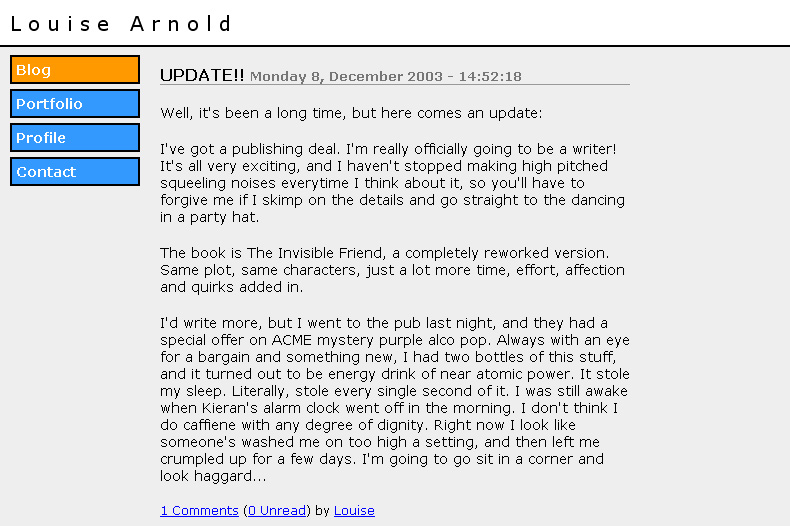 Louise Arnold
Blog
Portfolio
Profile
Contact
UPDATE!! Monday 8, December 2003 - 14:52:18
Well, it's been a long time, but here comes an update:
I've got a publishing deal. I'm really officially going to be a writer!
It's all very exciting, and I haven't stopped making high pitched
squeeling noises everytime I think about it, so you'll have to
forgive me if I skimp on the details and go straight to the dancing
in a party hat.
The book is The Invisible Friend, a completely reworked version.
Same plot, same characters, just a lot more time, effort, affection
and quirks added in.
I'd write more, but I went to the pub last night, and they had a
special offer on ACME mystery purple alco pop. Always with an eye
for a bargain and something new, I had two bottles of this stuff,
and it turned out to be energy drink of near atomic power. It stole
my sleep. Literally, stole every single second of it. I was still awake
when Kieran's alarm clock went off in the morning. I don't think I
do caffiene with any degree of dignity. Right now I look like
someone's washed me on too high a setting, and then left me
crumpled up for a few days. I'm going to go sit in a corner and
look haggard...
1 Comments (0 Unread) by Louise